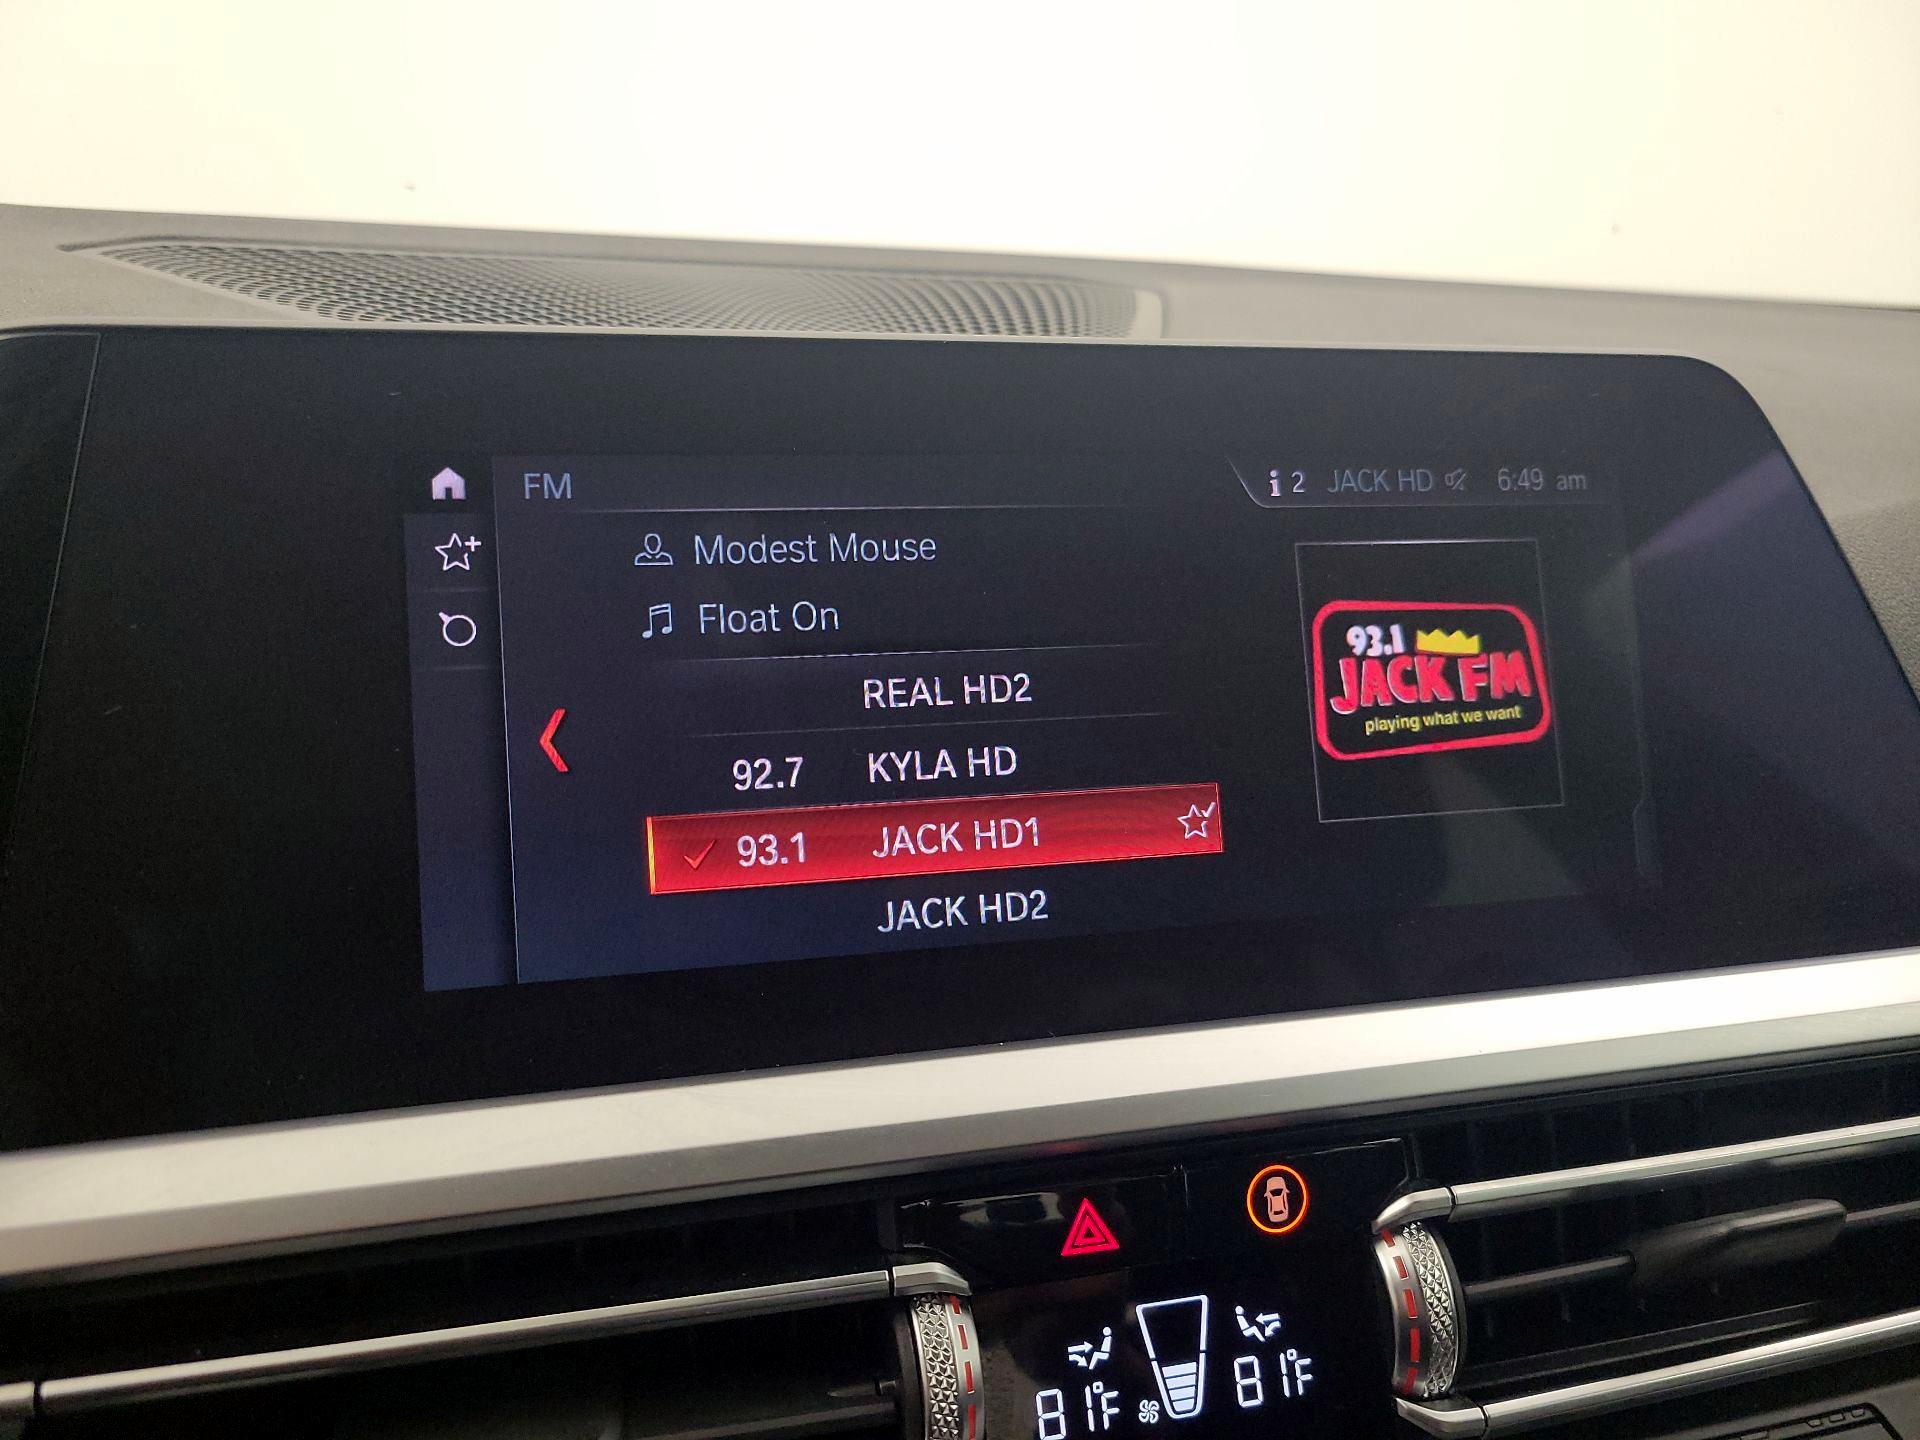 FM
2 JACK HD 6:49 am
Modest Mouse
Float On
REAL HD2
92.7 KYLA HD
93.1 JACK HD1
JACK HD2
93.1
JACK FM
playing what we want
81°F 81°F